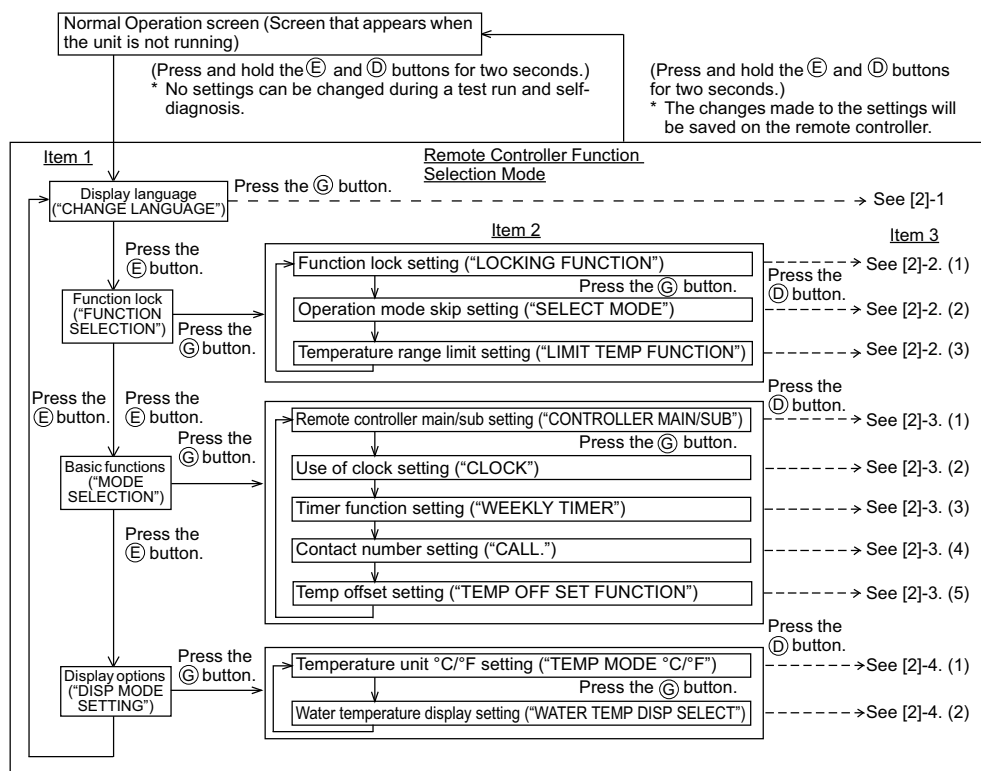 Normal Operation screen (Screen that appears when
the unit is not running)
(Press and hold the Ⓔ and Ⓓ buttons for two seconds.)
* No settings can be changed during a test run and self-
diagnosis.
(Press and hold the Ⓔ and Ⓓ buttons
for two seconds.)
* The changes made to the settings will
be saved on the remote controller.
Item 1
Remote Controller Function
Selection Mode
Display language
(“CHANGE LANGUAGE”)
Press the Ⓖ button.
See [2]-1
Item 2
Item 3
Press the
Ⓔ button.
Function lock
(“FUNCTION
SELECTION”)
Press the
Ⓖ button.
Function lock setting (“LOCKING FUNCTION”)
Press the Ⓖ button.
Operation mode skip setting (“SELECT MODE”)
Temperature range limit setting (“LIMIT TEMP FUNCTION”)
See [2]-2. (1)
Press the
Ⓓ button.
See [2]-2. (2)
See [2]-2. (3)
Press the
Ⓔ button.
Press the
Ⓔ button.
Basic functions
(“MODE
SELECTION”)
Press the
Ⓖ button.
Remote controller main/sub setting (“CONTROLLER MAIN/SUB”)
Press the Ⓖ button.
Use of clock setting (“CLOCK”)
Timer function setting (“WEEKLY TIMER”)
Contact number setting (“CALL.”)
Temp offset setting (“TEMP OFF SET FUNCTION”)
Press the
Ⓓ button.
See [2]-3. (1)
See [2]-3. (2)
See [2]-3. (3)
See [2]-3. (4)
See [2]-3. (5)
Press the
Ⓔ button.
Display options
(“DISP MODE
SETTING”)
Press the
Ⓖ button.
Temperature unit °C/°F setting (“TEMP MODE °C/°F”)
Press the Ⓖ button.
Water temperature display setting (“WATER TEMP DISP SELECT”)
Press the
Ⓓ button.
See [2]-4. (1)
See [2]-4. (2)